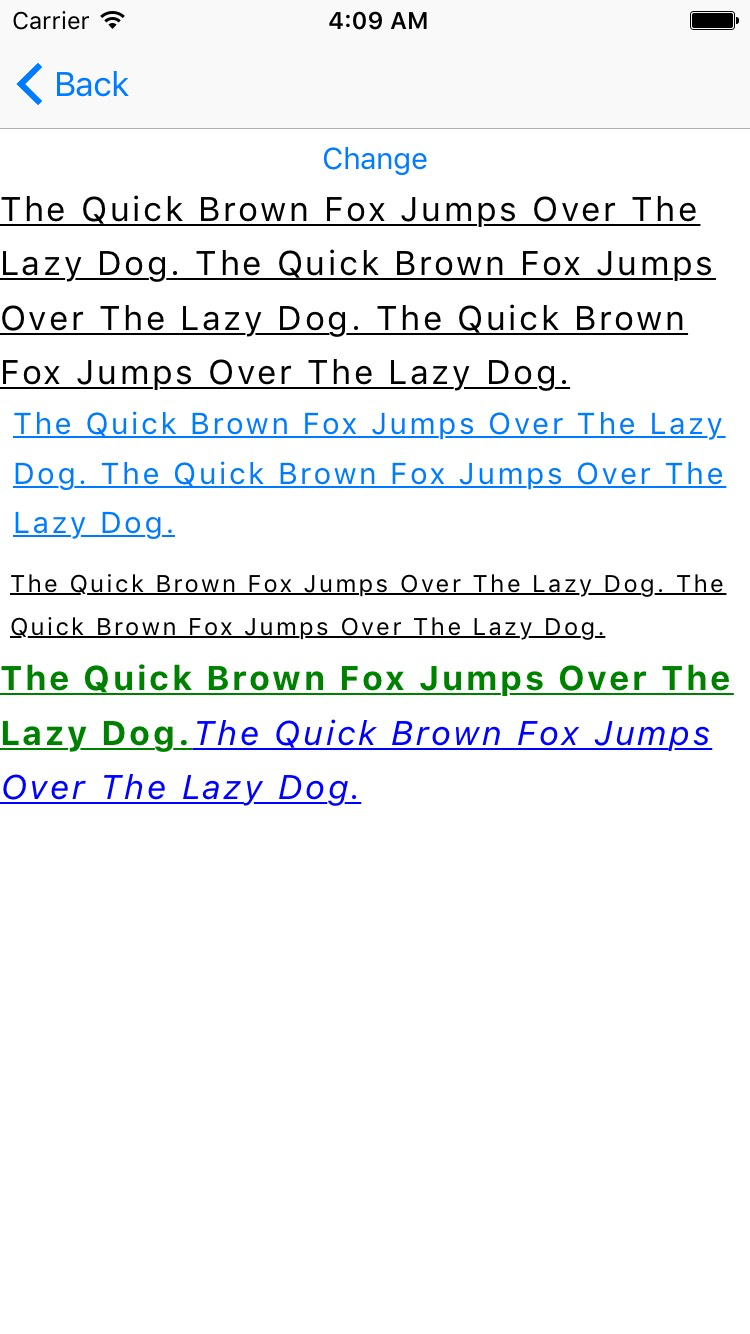 Carrier 4:09 AM
Back
Change
The Quick Brown Fox Jumps Over The
Lazy Dog. The Quick Brown Fox Jumps
Over The Lazy Dog. The Quick Brown
Fox Jumps Over The Lazy Dog.
The Quick Brown Fox Jumps Over The Lazy
Dog. The Quick Brown Fox Jumps Over The
Lazy Dog.
The Quick Brown Fox Jumps Over The Lazy Dog. The
Quick Brown Fox Jumps Over The Lazy Dog.
The Quick Brown Fox Jumps Over The
Lazy Dog.The Quick Brown Fox Jumps
Over The Lazy Dog.